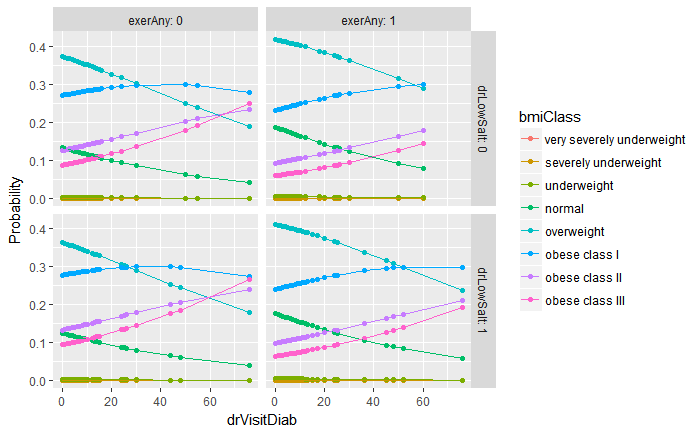 exerAny: 0
exerAny: 1
0.4
0.3
0.2
0.1
0.0
drLowSalt: 0
0.4
0.3
0.2
0.1
0.0
drLowSalt: 1
0
20
40
60
0
20
40
60
Probability
drVisitDiab
bmiClass
very severely underweight
severely underweight
underweight
normal
overweight
obese class I
obese class II
obese class III